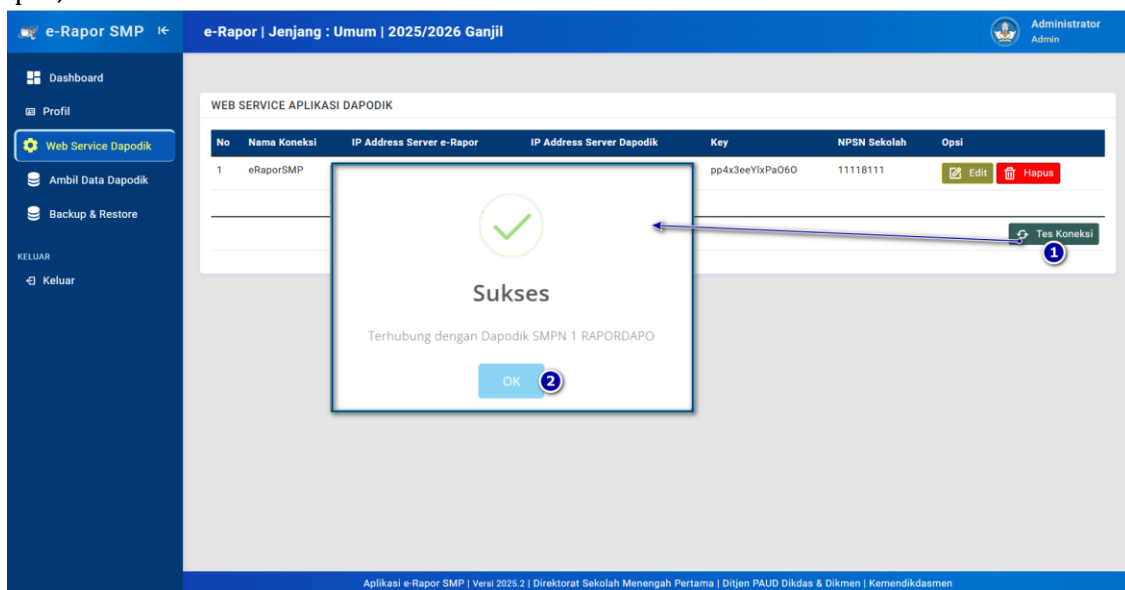 e-Rapor SMP
e-Rapor | Jenjang : Umum | 2025/2026 Ganjil
Administrator
Admin
Dashboard
Profil
Web Service Dapodik
Ambil Data Dapodik
Backup & Restore
KELUAR
Keluar
WEB SERVICE APLIKASI DAPODIK
No Nama Koneksi IP Address Server e-Rapor IP Address Server Dapodik Key NPSN Sekolah Opsi
1 eRaporSMP pp4x3eeYlxPaO6O 11118111 Edit Hapus
Tes Koneksi
1
Sukses
Terhubung dengan Dapodik SMPN 1 RAPORDAPO
OK 2
Aplikasi e-Rapor SMP | Versi 2025.2 | Direktorat Sekolah Menengah Pertama | Ditjen PAUD Dikdas & Dikmen | Kemendikdasmen